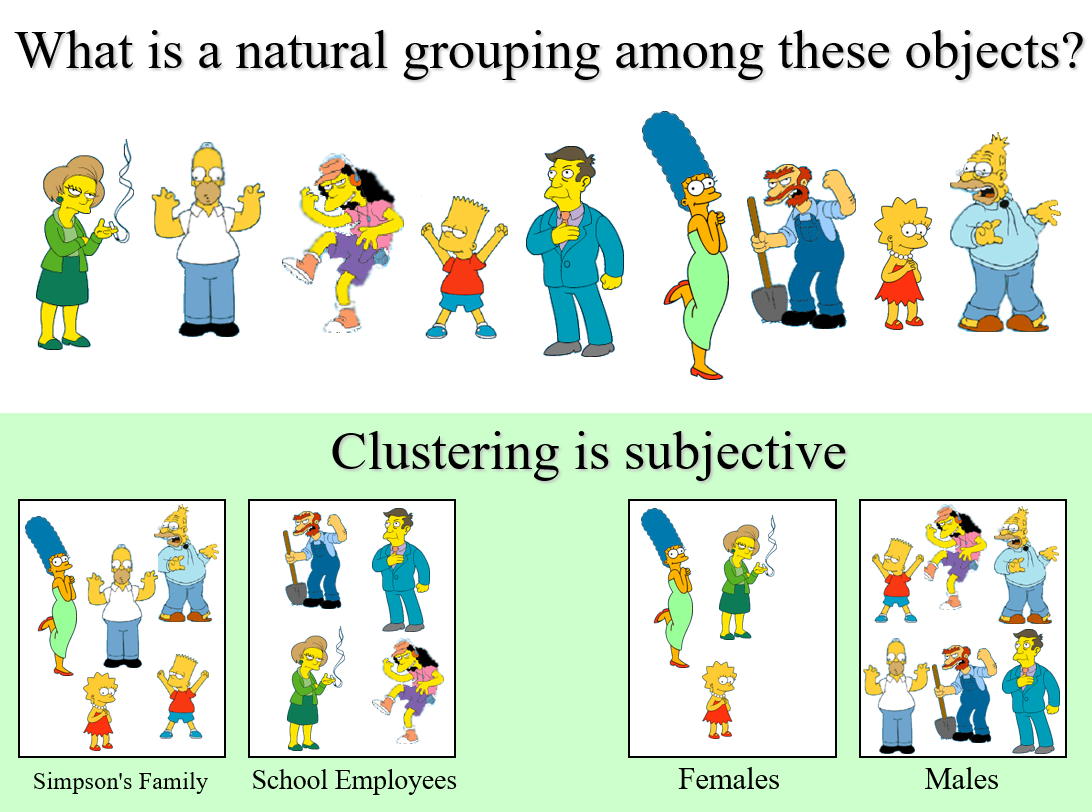 What is a natural grouping among these objects?
Clustering is subjective
Simpson's Family
School Employees
Females
Males